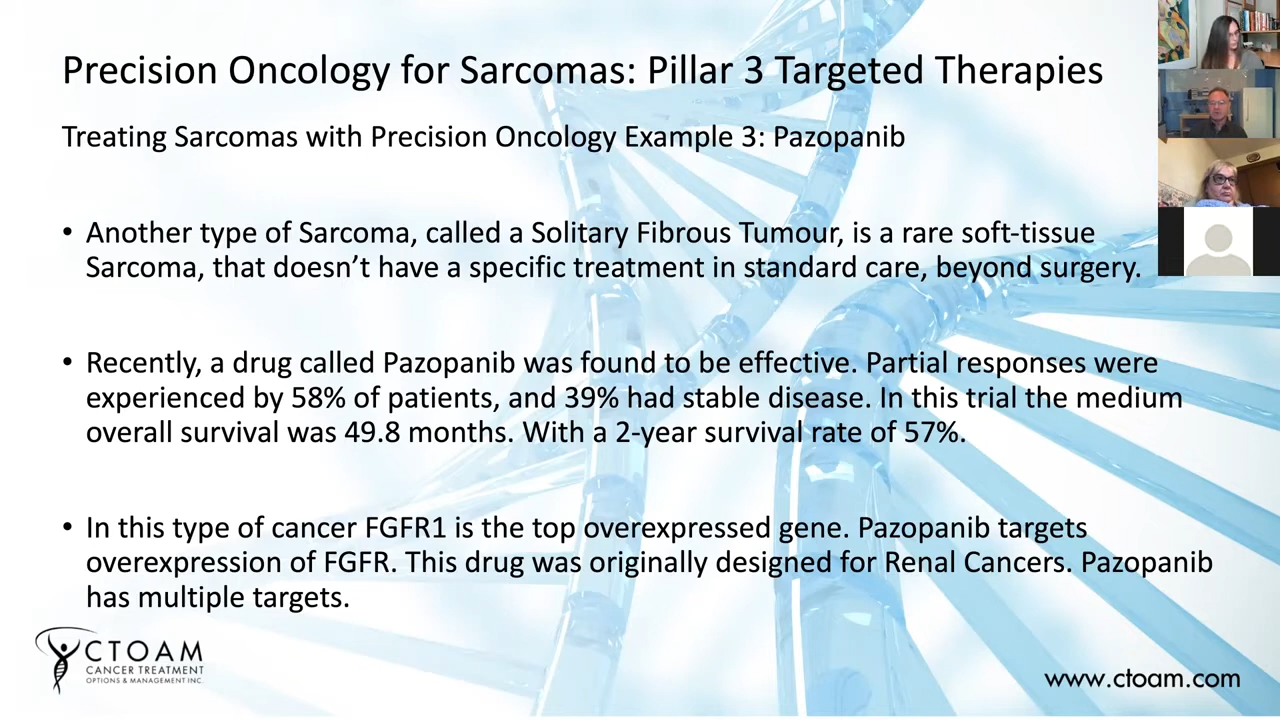 Precision Oncology for Sarcomas: Pillar 3 Targeted Therapies
Treating Sarcomas with Precision Oncology Example 3: Pazopanib
• Another type of Sarcoma, called a Solitary Fibrous Tumour, is a rare soft-tissue
Sarcoma, that doesn’t have a specific treatment in standard care, beyond surgery.
• Recently, a drug called Pazopanib was found to be effective. Partial responses were
experienced by 58% of patients, and 39% had stable disease. In this trial the medium
overall survival was 49.8 months. With a 2-year survival rate of 57%.
• In this type of cancer FGFR1 is the top overexpressed gene. Pazopanib targets
overexpression of FGFR. This drug was originally designed for Renal Cancers. Pazopanib
has multiple targets.
CTOAM
CANCER TREATMENT
OPTIONS & MANAGEMENT INC.
www.ctoam.com